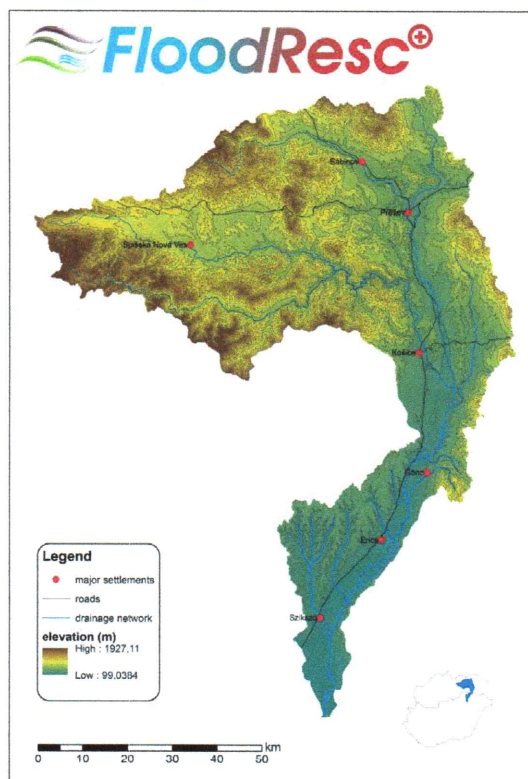 FloodResc
Sabinov
Prešov
Spišská Nová Ves
Košice
Gönc
Encs
Szikszó
Legend
major settlements
roads
drainage network
elevation (m)
High : 1927,11
Low : 99,0384
km
0 10 20 30 40 50